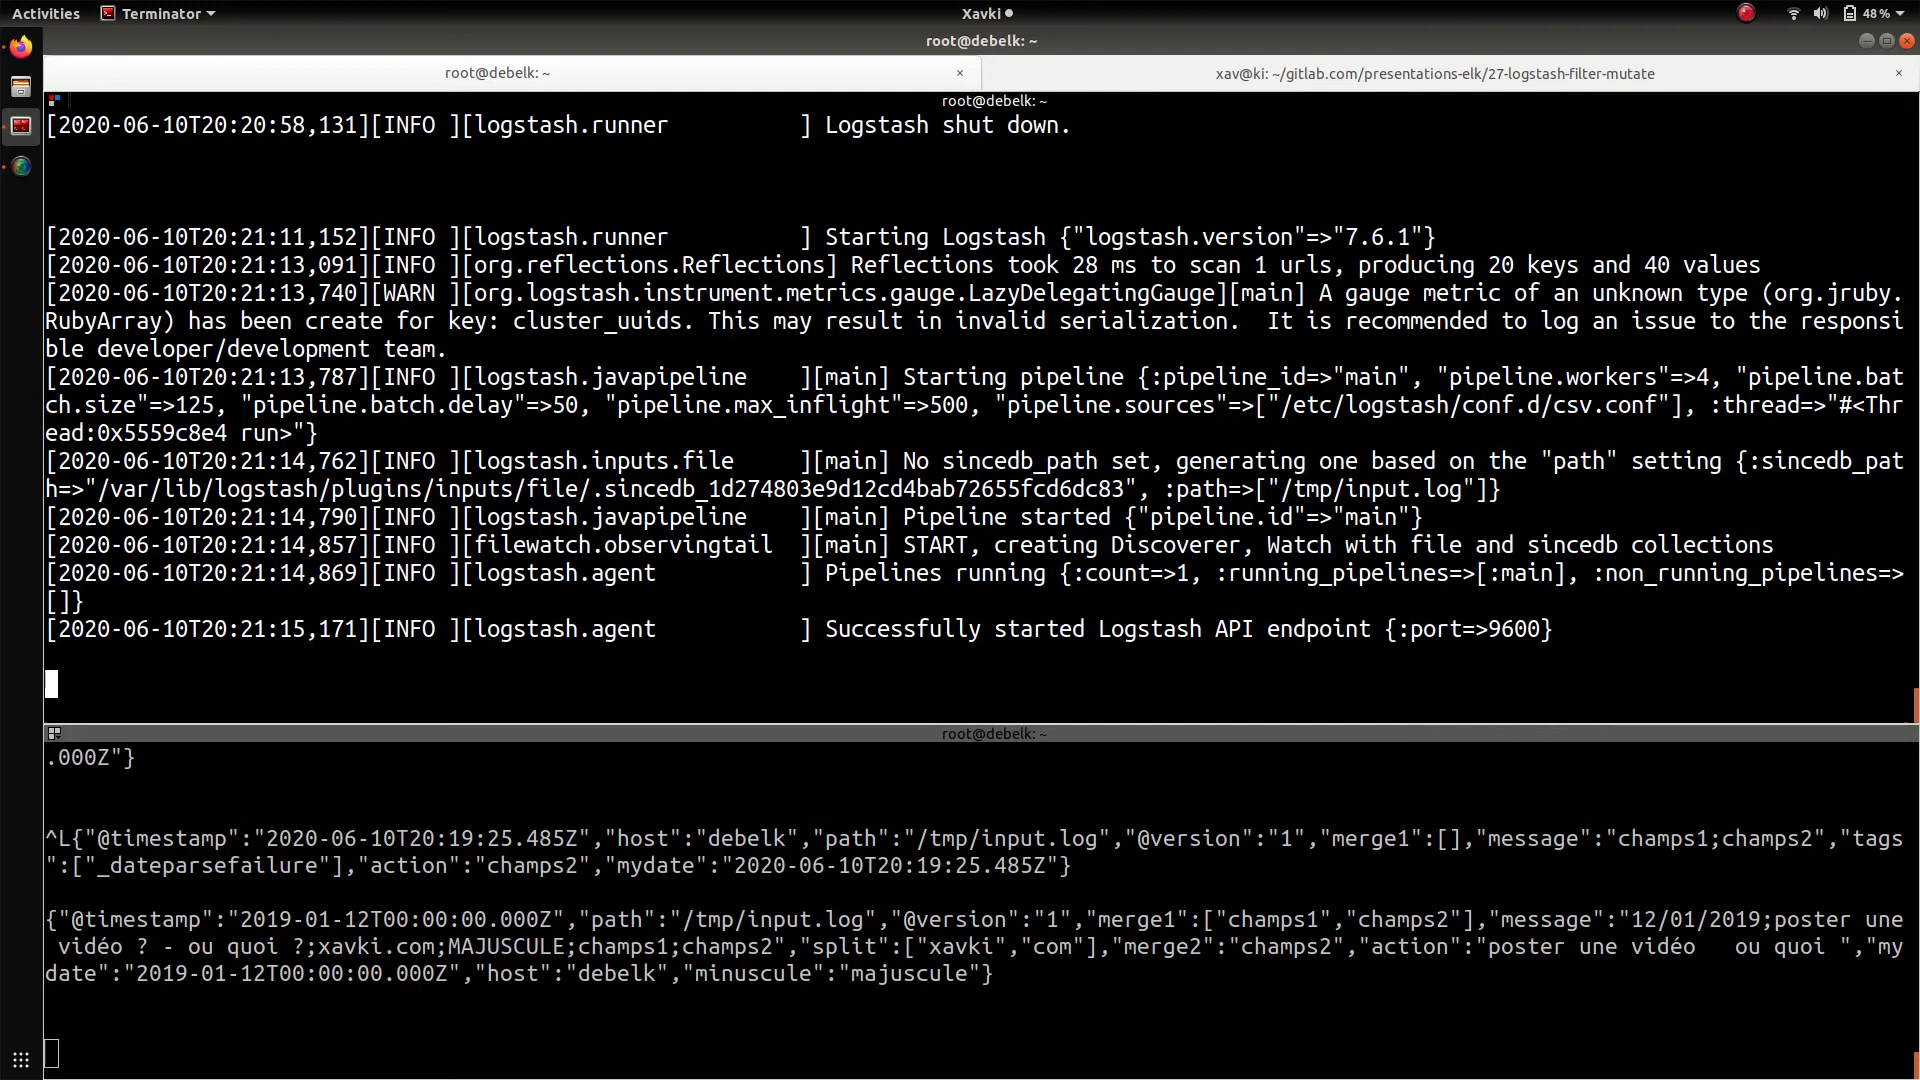 Activities Terminator Xavki 48 %
root@debelk: ~
root@debelk: ~ × xav@ki: ~/gitlab.com/presentations-elk/27-logstash-filter-mutate ×
root@debelk: ~
[2020-06-10T20:20:58,131][INFO ][logstash.runner          ] Logstash shut down.
[2020-06-10T20:21:11,152][INFO ][logstash.runner          ] Starting Logstash {"logstash.version"=>"7.6.1"}
[2020-06-10T20:21:13,091][INFO ][org.reflections.Reflections] Reflections took 28 ms to scan 1 urls, producing 20 keys and 40 values
[2020-06-10T20:21:13,740][WARN ][org.logstash.instrument.metrics.gauge.LazyDelegatingGauge][main] A gauge metric of an unknown type (org.jruby.
RubyArray) has been create for key: cluster_uuids. This may result in invalid serialization.  It is recommended to log an issue to the responsi
ble developer/development team.
[2020-06-10T20:21:13,787][INFO ][logstash.javapipeline    ][main] Starting pipeline {:pipeline_id=>"main", "pipeline.workers"=>4, "pipeline.bat
ch.size"=>125, "pipeline.batch.delay"=>50, "pipeline.max_inflight"=>500, "pipeline.sources"=>["/etc/logstash/conf.d/csv.conf"], :thread=>"#<Thr
ead:0x5559c8e4 run>"}
[2020-06-10T20:21:14,762][INFO ][logstash.inputs.file     ][main] No sincedb_path set, generating one based on the "path" setting {:sincedb_pat
h=>"/var/lib/logstash/plugins/inputs/file/.sincedb_1d274803e9d12cd4bab72655fcd6dc83", :path=>["/tmp/input.log"]}
[2020-06-10T20:21:14,790][INFO ][logstash.javapipeline    ][main] Pipeline started {"pipeline.id"=>"main"}
[2020-06-10T20:21:14,857][INFO ][filewatch.observingtail  ][main] START, creating Discoverer, Watch with file and sincedb collections
[2020-06-10T20:21:14,869][INFO ][logstash.agent           ] Pipelines running {:count=>1, :running_pipelines=>[:main], :non_running_pipelines=>
[]}
[2020-06-10T20:21:15,171][INFO ][logstash.agent           ] Successfully started Logstash API endpoint {:port=>9600}
root@debelk: ~
.000Z"}
^L{"@timestamp":"2020-06-10T20:19:25.485Z","host":"debelk","path":"/tmp/input.log","@version":"1","merge1":[],"message":"champs1;champs2","tags
":["_dateparsefailure"],"action":"champs2","mydate":"2020-06-10T20:19:25.485Z"}
{"@timestamp":"2019-01-12T00:00:00.000Z","path":"/tmp/input.log","@version":"1","merge1":["champs1","champs2"],"message":"12/01/2019;poster une
 vidéo ? - ou quoi ?;xavki.com;MAJUSCULE;champs1;champs2","split":["xavki","com"],"merge2":"champs2","action":"poster une vidéo   ou quoi ","my
date":"2019-01-12T00:00:00.000Z","host":"debelk","minuscule":"majuscule"}